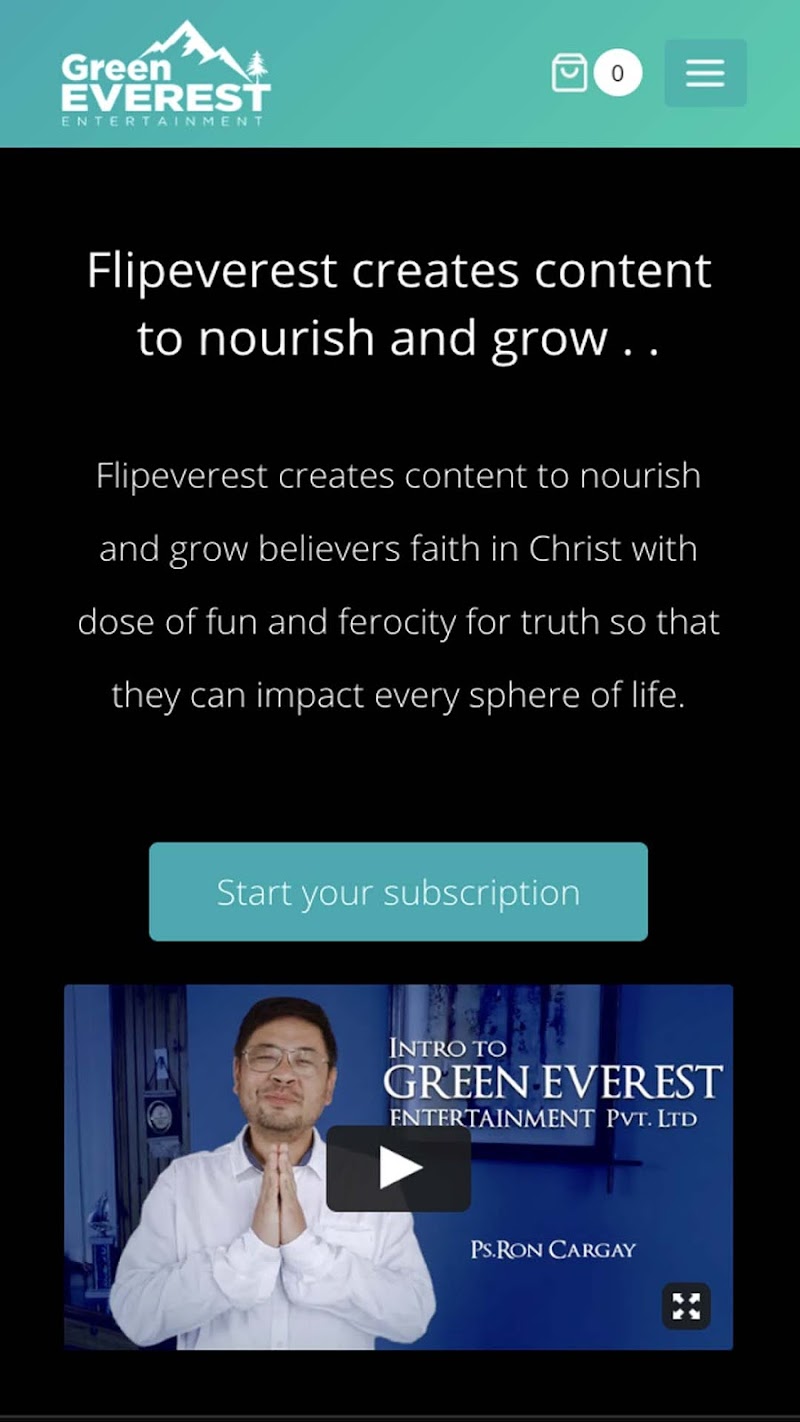 Green
EVEREST
ENTERTAINMENT
0
Flipeverest creates content
to nourish and grow . .
Flipeverest creates content to nourish
and grow believers faith in Christ with
dose of fun and ferocity for truth so that
they can impact every sphere of life.
Start your subscription
INTRO TO
GREEN EVEREST
ENTERTAINMENT PVT. LTD
PS.RON CARGAY